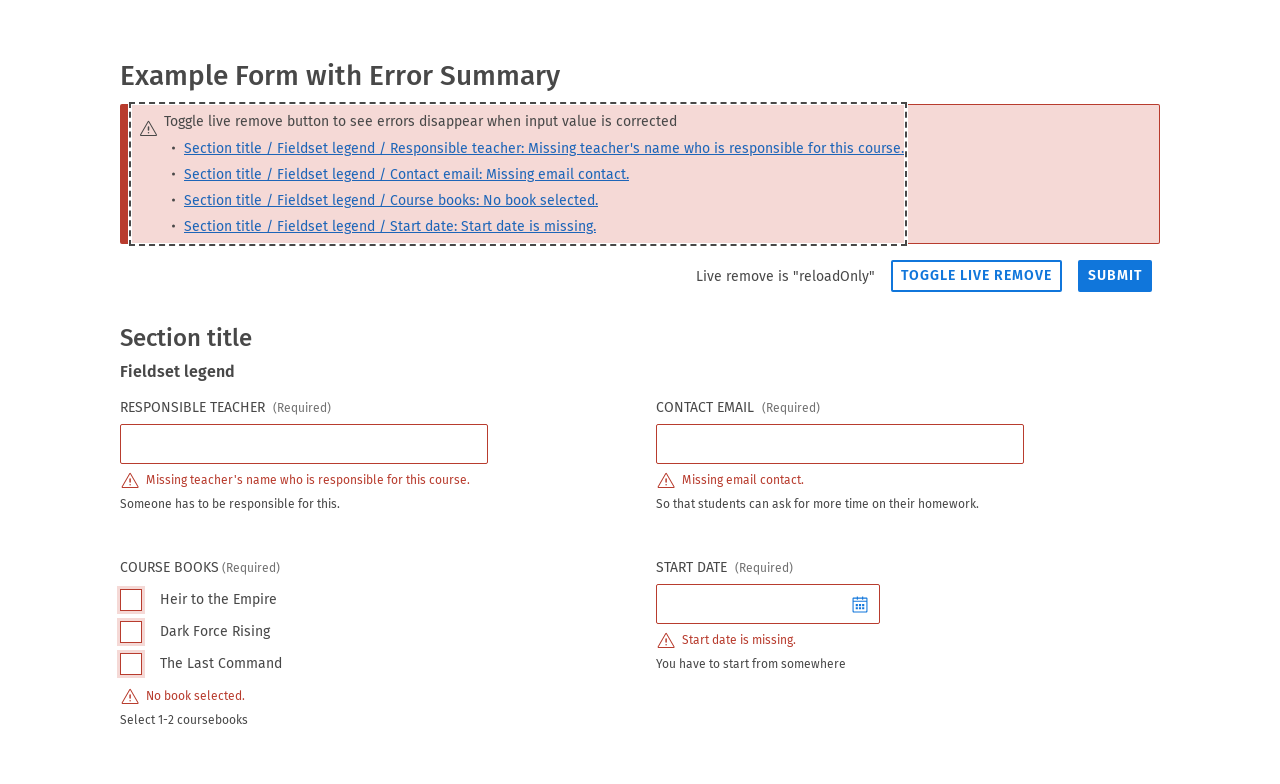 Example Form with Error Summary
Toggle live remove button to see errors disappear when input value is corrected
• Section title / Fieldset legend / Responsible teacher: Missing teacher's name who is responsible for this course.
• Section title / Fieldset legend / Contact email: Missing email contact.
• Section title / Fieldset legend / Course books: No book selected.
• Section title / Fieldset legend / Start date: Start date is missing.
Live remove is "reloadOnly" TOGGLE LIVE REMOVE SUBMIT
Section title
Fieldset legend
RESPONSIBLE TEACHER (Required)
Missing teacher's name who is responsible for this course.
Someone has to be responsible for this.
CONTACT EMAIL (Required)
Missing email contact.
So that students can ask for more time on their homework.
COURSE BOOKS (Required)
Heir to the Empire
Dark Force Rising
The Last Command
No book selected.
Select 1-2 coursebooks
START DATE (Required)
Start date is missing.
You have to start from somewhere